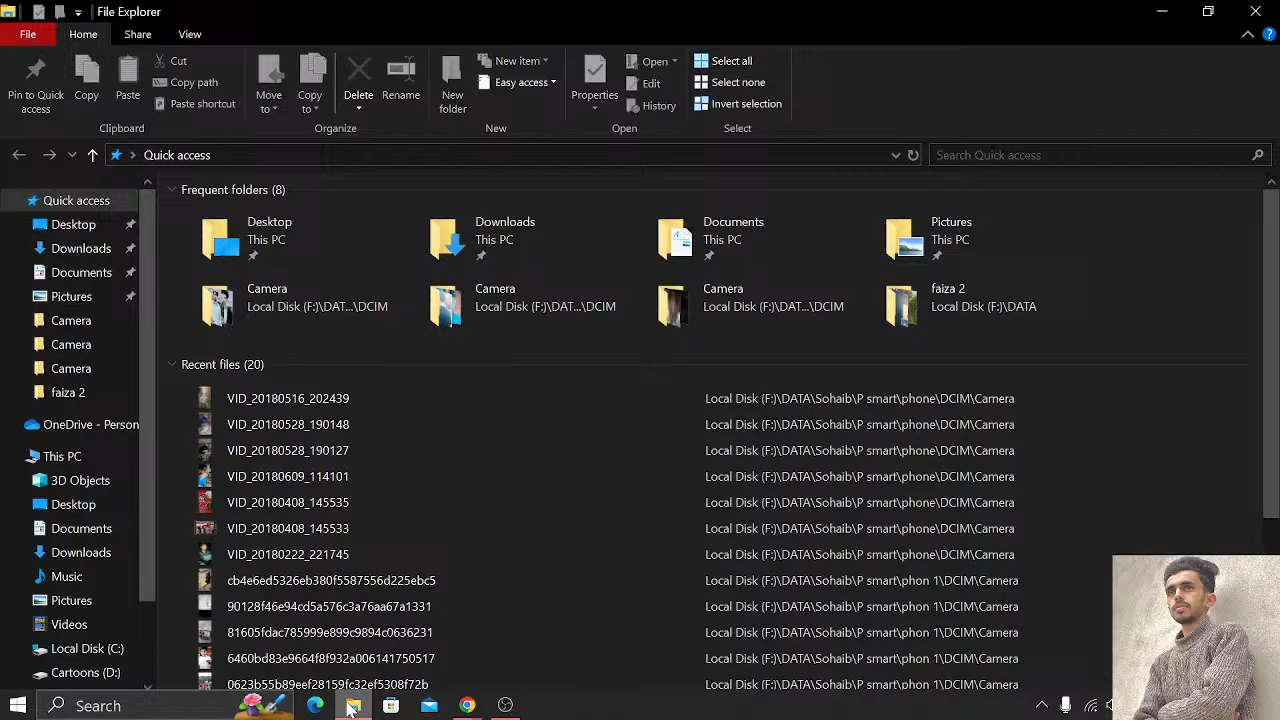 File Explorer
File Home Share View
Pin to Quick access
Copy
Paste
Cut
Copy path
Paste shortcut
Clipboard
Move to
Copy to
Delete
Rename
Organize
New folder
New item
Easy access
New
Properties
Open
Edit
History
Open
Select all
Select none
Invert selection
Select
Quick access
Search Quick access
Quick access
Desktop
Downloads
Documents
Pictures
Camera
Camera
Camera
faiza 2
OneDrive - Person
This PC
3D Objects
Desktop
Documents
Downloads
Music
Pictures
Videos
Local Disk (C:)
Cartoons (D:)
Frequent folders (8)
Desktop
This PC
Downloads
This PC
Documents
This PC
Pictures
This PC
Camera
Local Disk (F:)\DAT...\DCIM
Camera
Local Disk (F:)\DAT...\DCIM
Camera
Local Disk (F:)\DAT...\DCIM
faiza 2
Local Disk (F:)\DATA
Recent files (20)
VID_20180516_202439 Local Disk (F:)\DATA\Sohaib\P smart\phone\DCIM\Camera
VID_20180528_190148 Local Disk (F:)\DATA\Sohaib\P smart\phone\DCIM\Camera
VID_20180528_190127 Local Disk (F:)\DATA\Sohaib\P smart\phone\DCIM\Camera
VID_20180609_114101 Local Disk (F:)\DATA\Sohaib\P smart\phone\DCIM\Camera
VID_20180408_145535 Local Disk (F:)\DATA\Sohaib\P smart\phone\DCIM\Camera
VID_20180408_145533 Local Disk (F:)\DATA\Sohaib\P smart\phone\DCIM\Camera
VID_20180222_221745 Local Disk (F:)\DATA\Sohaib\P smart\phone\DCIM\Camera
cb4e6ed5326eb380f5587556d225ebc5 Local Disk (F:)\DATA\Sohaib\P smart\phon 1\DCIM\Camera
90128f46e94cd5a576c3a76aa67a1331 Local Disk (F:)\DATA\Sohaib\P smart\phon 1\DCIM\Camera
81605fdac785999e899c9894c0636231 Local Disk (F:)\DATA\Sohaib\P smart\phon 1\DCIM\Camera
6460bd83e9664f8f932a006141750517 Local Disk (F:)\DATA\Sohaib\P smart\phon 1\DCIM\Camera
0623b55b89eef28159fc32ef5308f72b Local Disk (F:)\DATA\Sohaib\P smart\phon 1\DCIM\Camera
Search